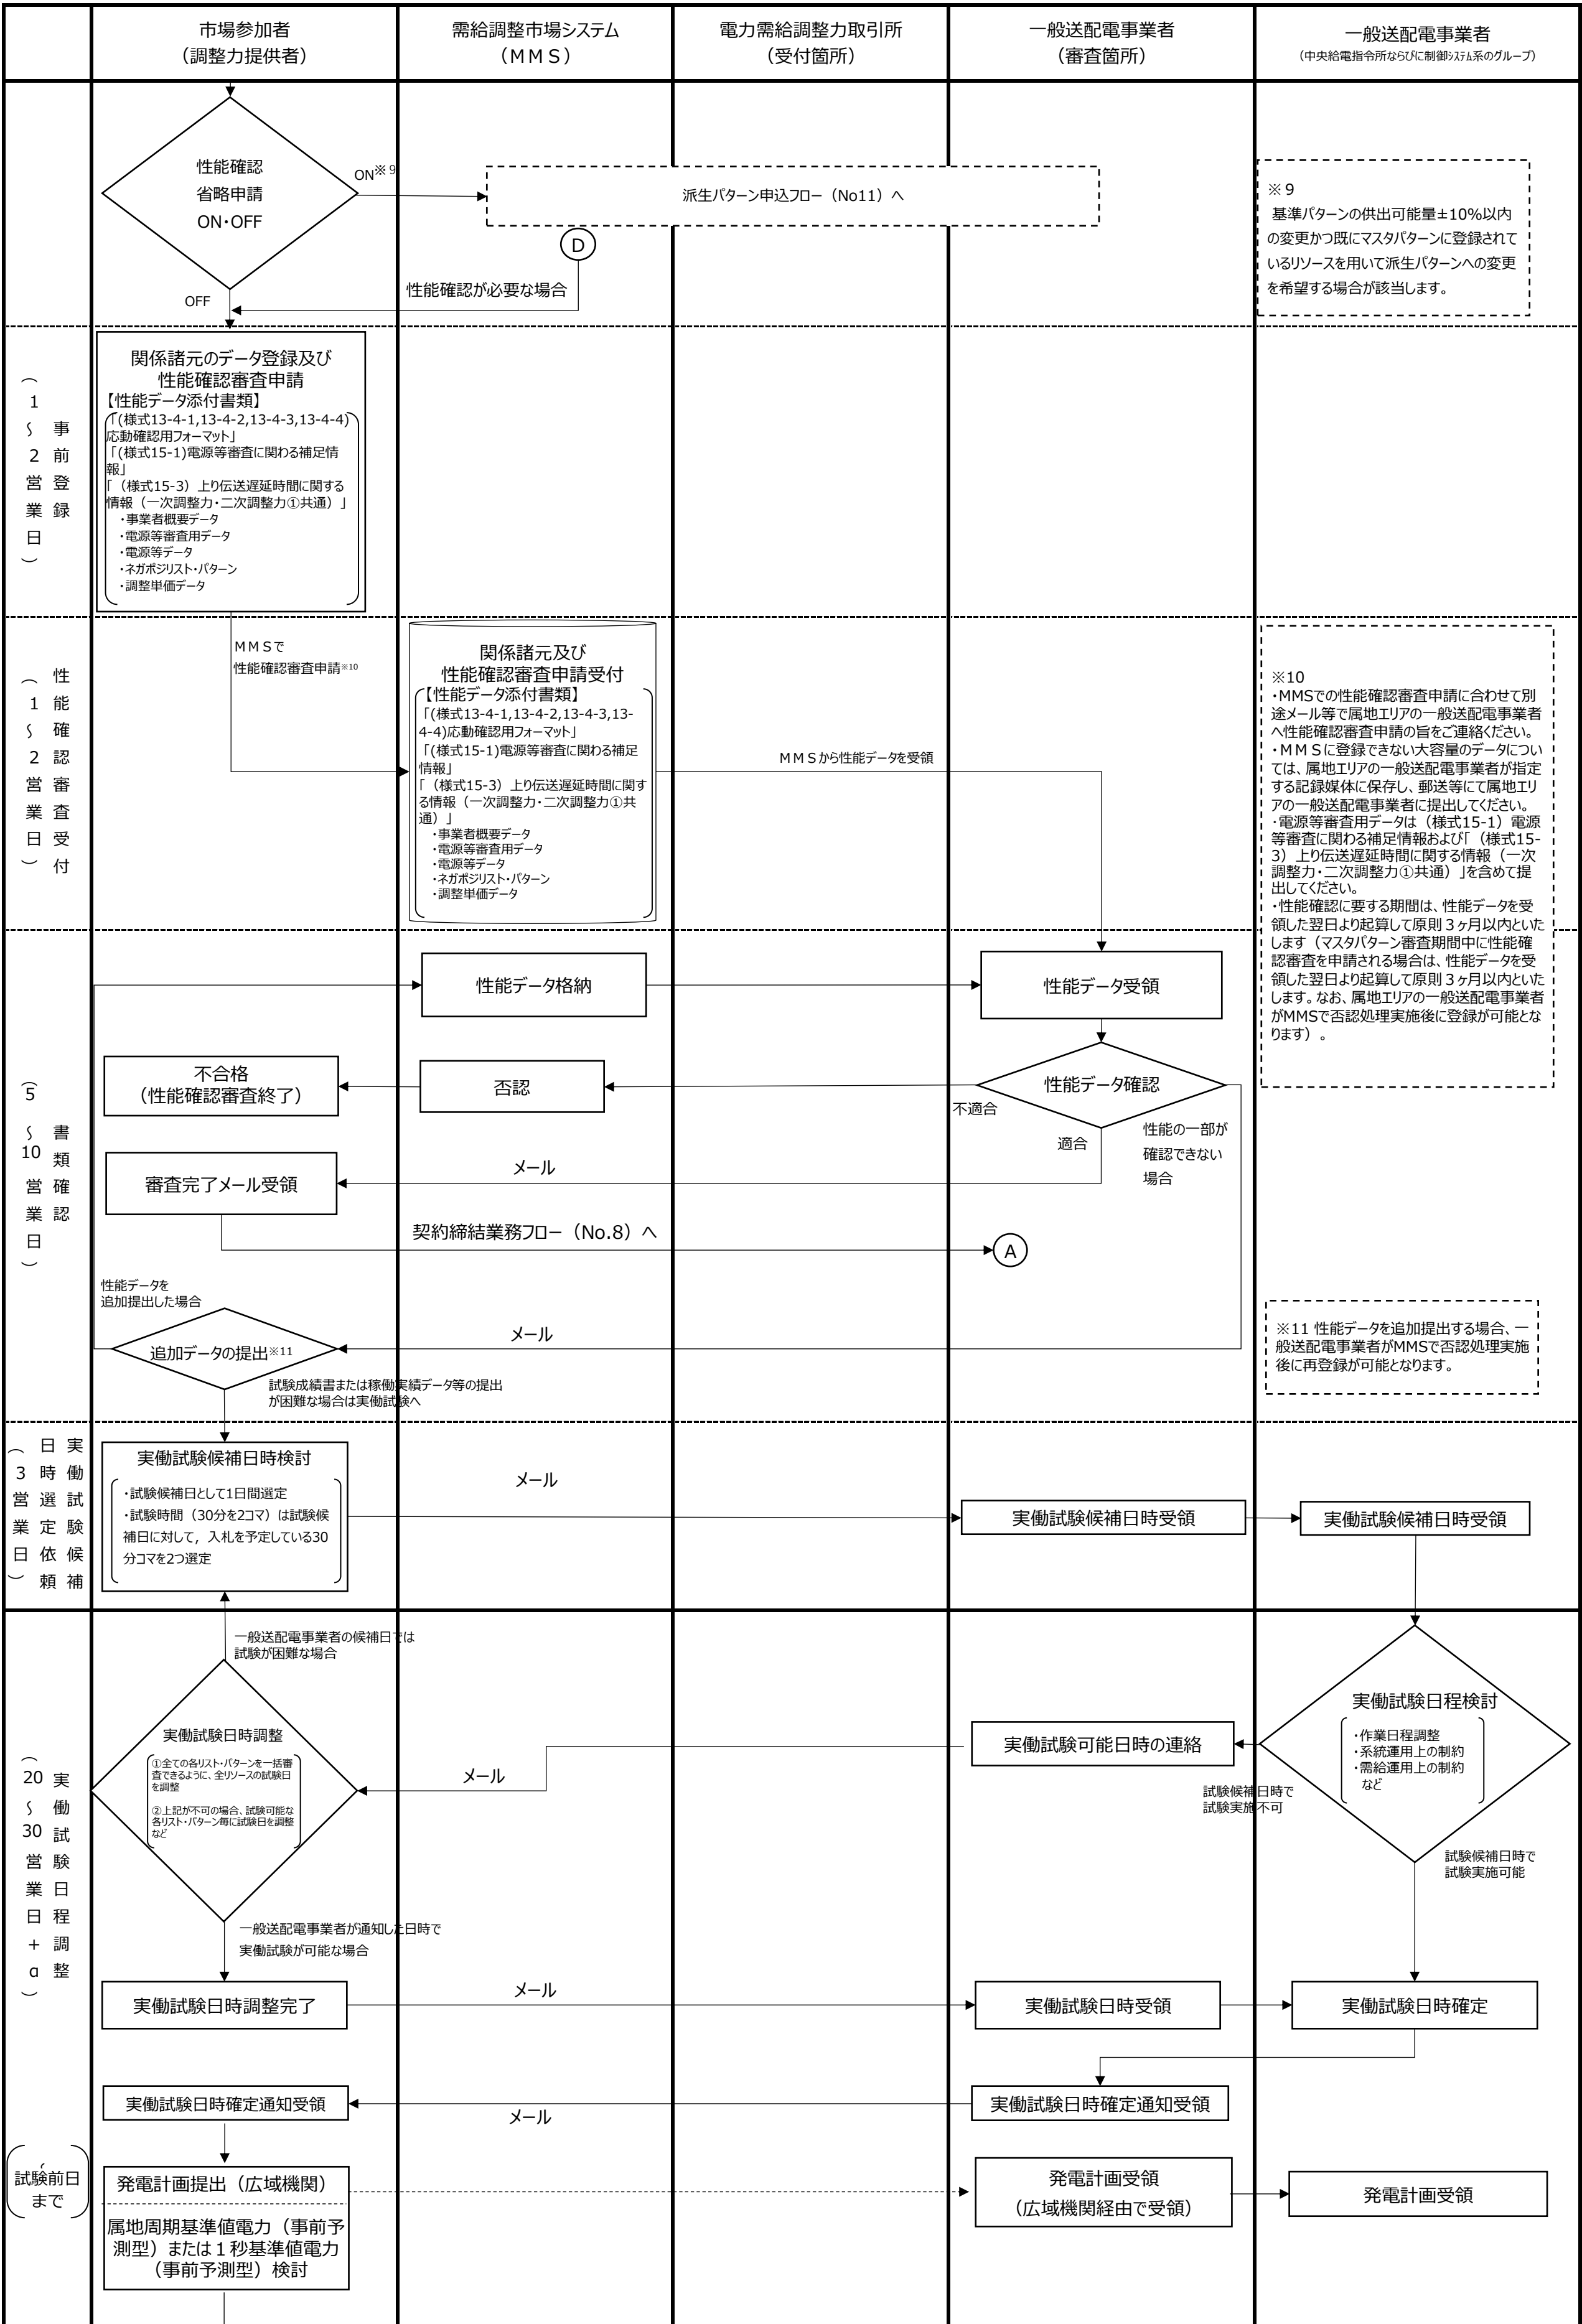 市場参加者
（調整力提供者）
需給調整市場システム
（ＭＭＳ）
電力需給調整力取引所
（受付箇所）
一般送配電事業者
（審査箇所）
一般送配電事業者
（中央給電指令所ならびに制御ｼｽﾃﾑ系のグループ）
性能確認
省略申請
ON・OFF
ON※９
派生パターン申込フロー（No11）へ
D
性能確認が必要な場合
OFF
※９
基準パターンの供出可能量±10％以内
の変更かつ既にマスタパターンに登録されて
いるリソースを用いて派生パターンへの変更
を希望する場合が該当します。
事前登録
（１～２営業日）
関係諸元のデータ登録及び
性能確認審査申請
【性能データ添付書類】
「(様式13-4-1,13-4-2,13-4-3,13-4-4)
応動確認用フォーマット」
「(様式15-1)電源等審査に関わる補足情
報」
「（様式15-3）上り伝送遅延時間に関する
情報（一次調整力・二次調整力①共通）」
・事業者概要データ
・電源等審査用データ
・電源等データ
・ネガポジリスト・パターン
・調整単価データ
性能確認審査受付
（１～２営業日）
ＭＭＳで
性能確認審査申請※10
関係諸元及び
性能確認審査申請受付
【性能データ添付書類】
「(様式13-4-1,13-4-2,13-4-3,13-
4-4)応動確認用フォーマット」
「(様式15-1)電源等審査に関わる補足
情報」
「（様式15-3）上り伝送遅延時間に関す
る情報（一次調整力・二次調整力①共
通）」
・事業者概要データ
・電源等審査用データ
・電源等データ
・ネガポジリスト・パターン
・調整単価データ
ＭＭＳから性能データを受領
※10
・MMSでの性能確認審査申請に合わせて別
途メール等で属地エリアの一般送配電事業者
へ性能確認審査申請の旨をご連絡ください。
・ＭＭＳに登録できない大容量のデータについ
ては、属地エリアの一般送配電事業者が指定
する記録媒体に保存し、郵送等にて属地エリ
アの一般送配電事業者に提出してください。
・電源等審査用データは（様式15-1）電源
等審査に関わる補足情報および「（様式15-
3）上り伝送遅延時間に関する情報（一次
調整力・二次調整力①共通）」を含めて提
出してください。
・性能確認に要する期間は、性能データを受
領した翌日より起算して原則３ヶ月以内といた
します（マスタパターン審査期間中に性能確
認審査を申請される場合は、性能データを受
領した翌日より起算して原則３ヶ月以内といた
します。なお、属地エリアの一般送配電事業者
がMMSで否認処理実施後に登録が可能とな
ります）。
書類確認
（5～10営業日）
性能データ格納
性能データ受領
不合格
（性能確認審査終了）
否認
性能データ確認
不適合
適合
性能の一部が
確認できない
場合
メール
審査完了メール受領
契約締結業務フロー（No.8）へ
A
性能データを
追加提出した場合
メール
追加データの提出※11
試験成績書または稼働実績データ等の提出
が困難な場合は実働試験へ
※11 性能データを追加提出する場合、一
般送配電事業者がMMSで否認処理実施
後に再登録が可能となります。
実働試験候補
日時選定依頼
（３営業日）
実働試験候補日時検討
・試験候補日として1日間選定
・試験時間（30分を2コマ）は試験候
補日に対して，入札を予定している30
分コマを2つ選定
メール
実働試験候補日時受領
実働試験候補日時受領
実働試験日程調整
（20～30営業日＋α）
一般送配電事業者の候補日では
試験が困難な場合
実働試験日時調整
①全ての各リスト・パターンを一括審
査できるように、全リソースの試験日
を調整
②上記が不可の場合、試験可能な
各リスト・パターン毎に試験日を調整
など
メール
実働試験可能日時の連絡
実働試験日程検討
・作業日程調整
・系統運用上の制約
・需給運用上の制約
など
試験候補日時で
試験実施不可
試験候補日時で
試験実施可能
一般送配電事業者が通知した日時で
実働試験が可能な場合
実働試験日時調整完了
メール
実働試験日時受領
実働試験日時確定
実働試験日時確定通知受領
メール
実働試験日時確定通知受領
～
試験前日
まで
発電計画提出（広域機関）
属地周期基準値電力（事前予
測型）または１秒基準値電力
（事前予測型）検討
発電計画受領
（広域機関経由で受領）
発電計画受領